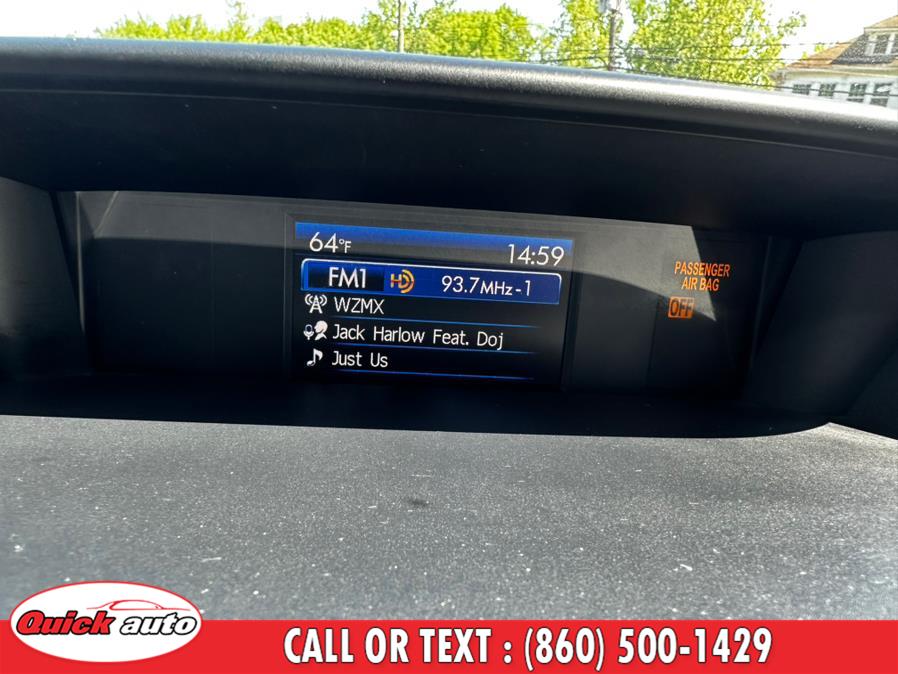 64°F 14:59
FM1 HD 93.7MHz-1
WZMX
Jack Harlow Feat. Doj
Just Us
PASSENGER
AIR BAG
OFF
Quick auto
CALL OR TEXT : (860) 500-1429